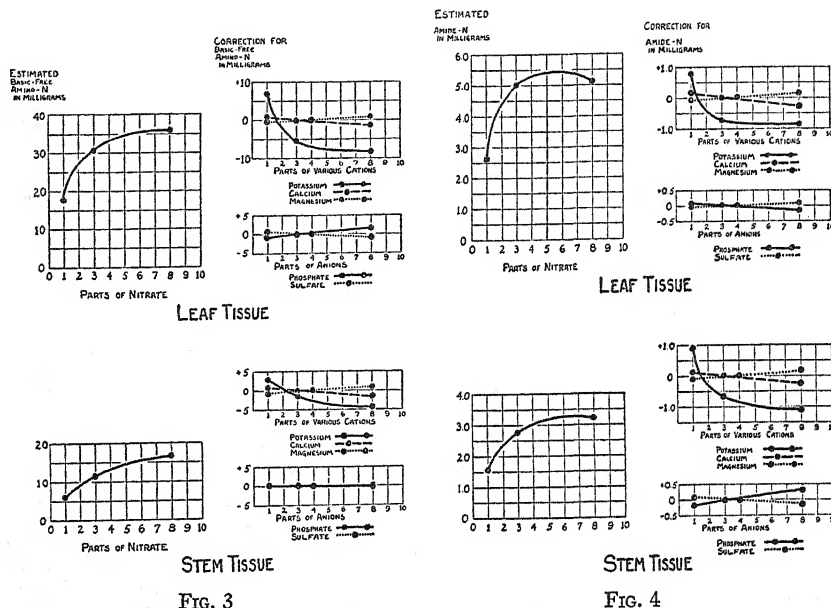 ESTIMATED
BASIC-FREE
AMINO-N
IN MILLIGRAMS
40
30
20
10
0
0 1 2 3 4 5 6 7 8 9 10
PARTS OF NITRATE
CORRECTION FOR
BASIC-FREE
AMINO-N
IN MILLIGRAMS
+10
0
-10
0 1 2 3 4 5 6 7 8 9 10
PARTS OF VARIOUS CATIONS
POTASSIUM
CALCIUM
MAGNESIUM
+5
0
-5
0 1 2 3 4 5 6 7 8 9 10
PARTS OF ANIONS
PHOSPHATE
SULFATE
LEAF TISSUE
20
10
0
0 1 2 3 4 5 6 7 8 9 10
PARTS OF NITRATE
+5
0
-5
0 1 2 3 4 5 6 7 8 9 10
PARTS OF VARIOUS CATIONS
POTASSIUM
CALCIUM
MAGNESIUM
+5
0
-5
0 1 2 3 4 5 6 7 8 9 10
PARTS OF ANIONS
PHOSPHATE
SULFATE
STEM TISSUE
FIG. 3
ESTIMATED
AMIDE-N
IN MILLIGRAMS
6.0
5.0
4.0
3.0
2.0
1.0
0
0 1 2 3 4 5 6 7 8 9 10
PARTS OF NITRATE
CORRECTION FOR
AMIDE-N
IN MILLIGRAMS
+1.0
0
-1.0
0 1 2 3 4 5 6 7 8 9 10
PARTS OF VARIOUS CATIONS
POTASSIUM
CALCIUM
MAGNESIUM
+0.5
0
-0.5
0 1 2 3 4 5 6 7 8 9 10
PARTS OF ANIONS
PHOSPHATE
SULFATE
LEAF TISSUE
4.0
3.0
2.0
1.0
0
0 1 2 3 4 5 6 7 8 9 10
PARTS OF NITRATE
+1.0
0
-1.0
0 1 2 3 4 5 6 7 8 9 10
PARTS OF VARIOUS CATIONS
POTASSIUM
CALCIUM
MAGNESIUM
+0.5
0
-0.5
0 1 2 3 4 5 6 7 8 9 10
PARTS OF ANIONS
PHOSPHATE
SULFATE
STEM TISSUE
FIG. 4